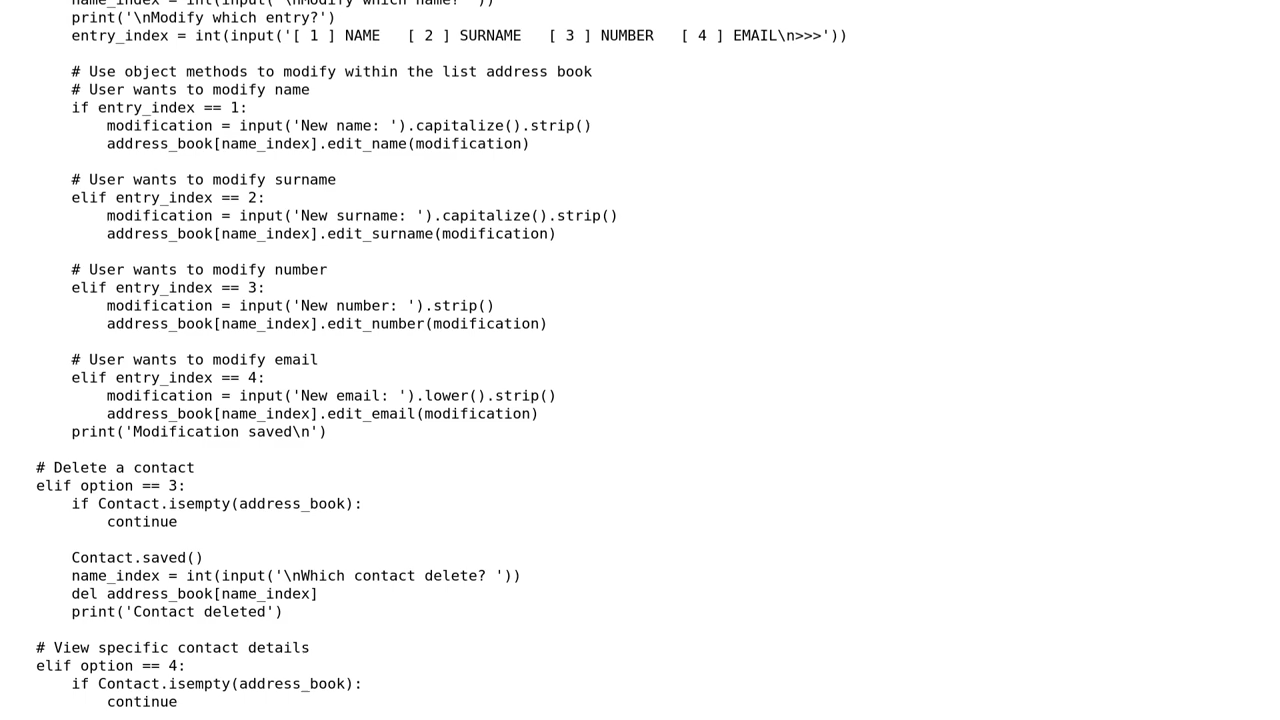 name_index = int(input('\nModify which name? '))
print('\nModify which entry?')
entry_index = int(input('[ 1 ] NAME   [ 2 ] SURNAME   [ 3 ] NUMBER   [ 4 ] EMAIL\n>>>'))
# Use object methods to modify within the list address book
# User wants to modify name
if entry_index == 1:
modification = input('New name: ').capitalize().strip()
address_book[name_index].edit_name(modification)
# User wants to modify surname
elif entry_index == 2:
modification = input('New surname: ').capitalize().strip()
address_book[name_index].edit_surname(modification)
# User wants to modify number
elif entry_index == 3:
modification = input('New number: ').strip()
address_book[name_index].edit_number(modification)
# User wants to modify email
elif entry_index == 4:
modification = input('New email: ').lower().strip()
address_book[name_index].edit_email(modification)
print('Modification saved\n')
# Delete a contact
elif option == 3:
if Contact.isempty(address_book):
continue
Contact.saved()
name_index = int(input('\nWhich contact delete? '))
del address_book[name_index]
print('Contact deleted')
# View specific contact details
elif option == 4:
if Contact.isempty(address_book):
continue